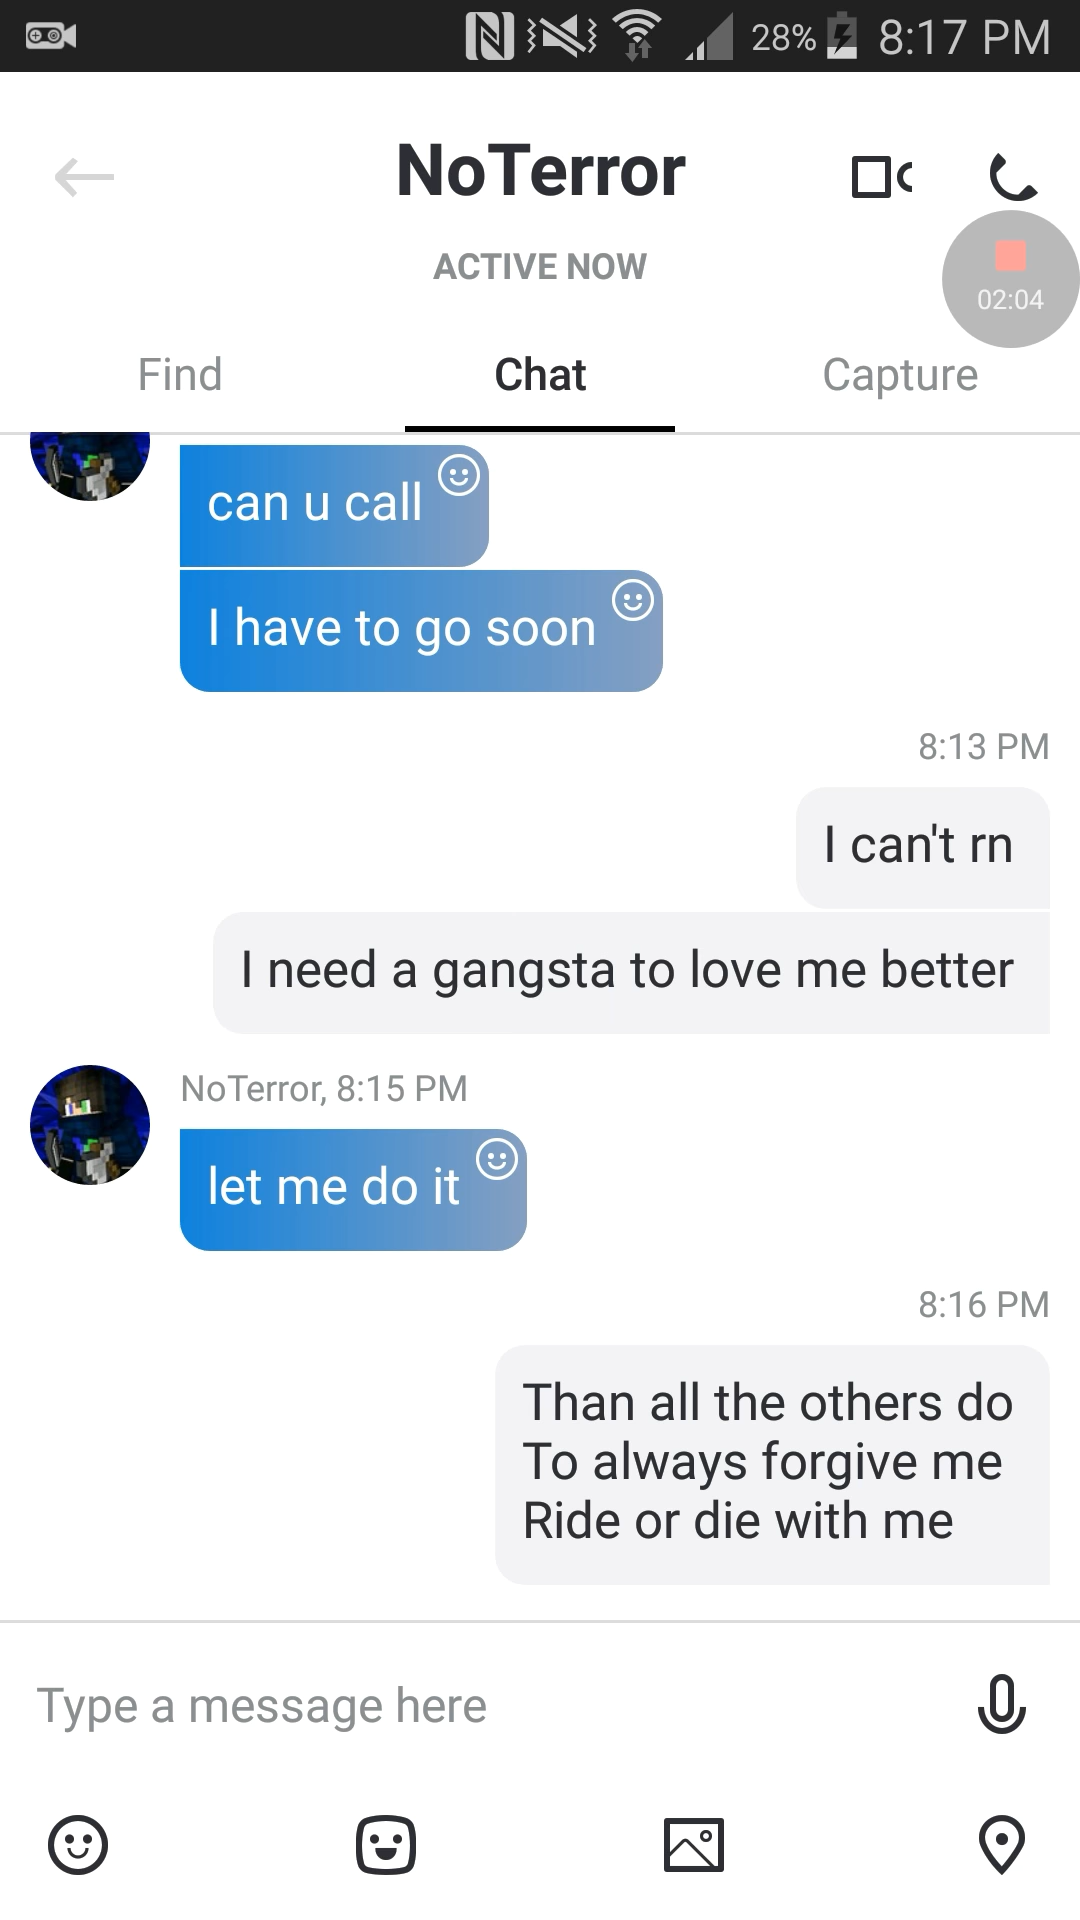 28% 8:17 PM
NoTerror
ACTIVE NOW
02:04
Find Chat Capture
can u call
I have to go soon
8:13 PM
I can't rn
I need a gangsta to love me better
NoTerror, 8:15 PM
let me do it
8:16 PM
Than all the others do
To always forgive me
Ride or die with me
Type a message here